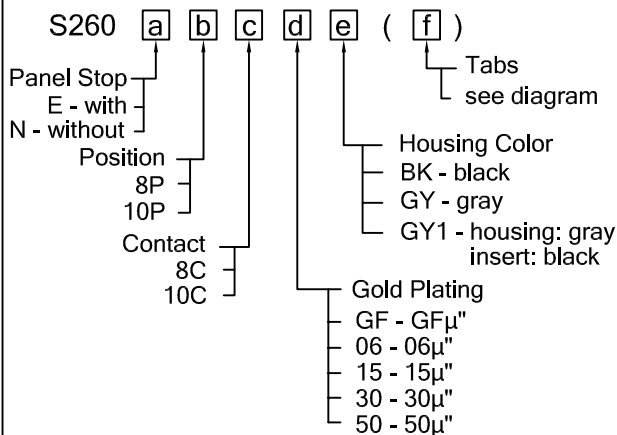 S260 a b c d e ( f )
Panel Stop
E - with
N - without
Position
8P
10P
Contact
8C
10C
Tabs
see diagram
Housing Color
BK - black
GY - gray
GY1 - housing: gray
insert: black
Gold Plating
GF - GFµ"
06 - 06µ"
15 - 15µ"
30 - 30µ"
50 - 50µ"